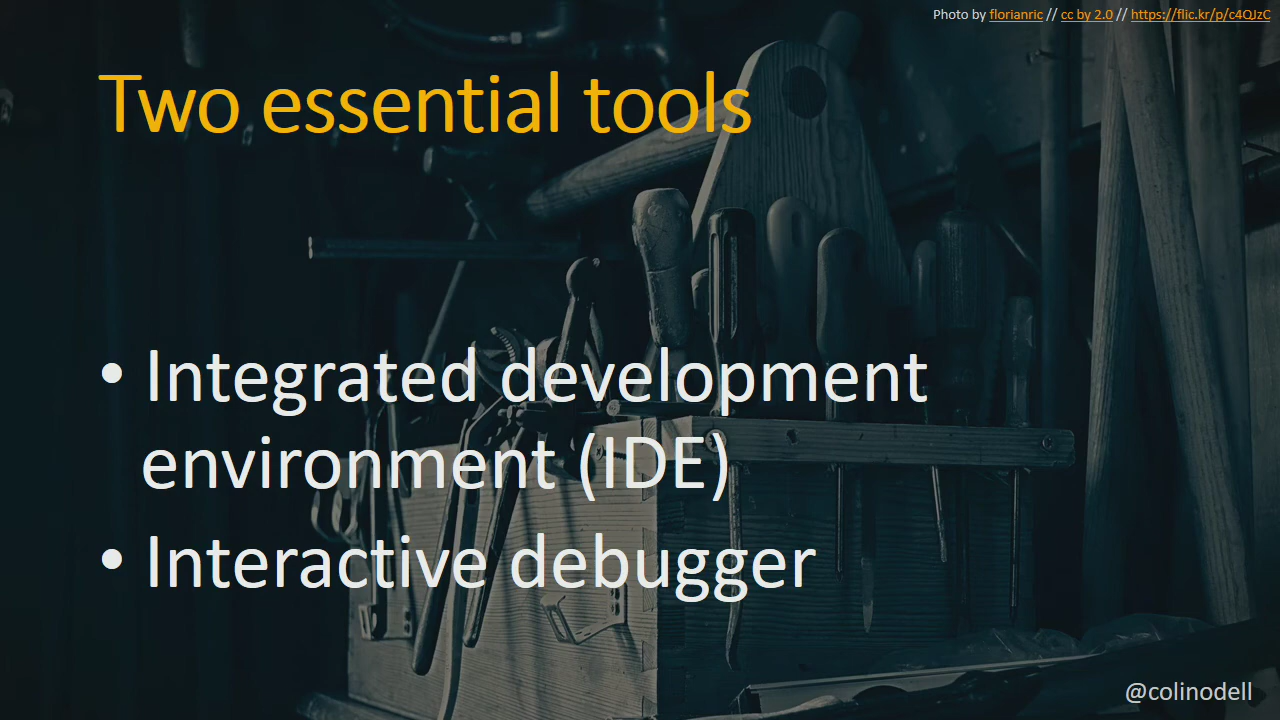 Photo by florianric // cc by 2.0 // https://flic.kr/p/c4QJzC
Two essential tools
• Integrated development
environment (IDE)
• Interactive debugger
@colinodell